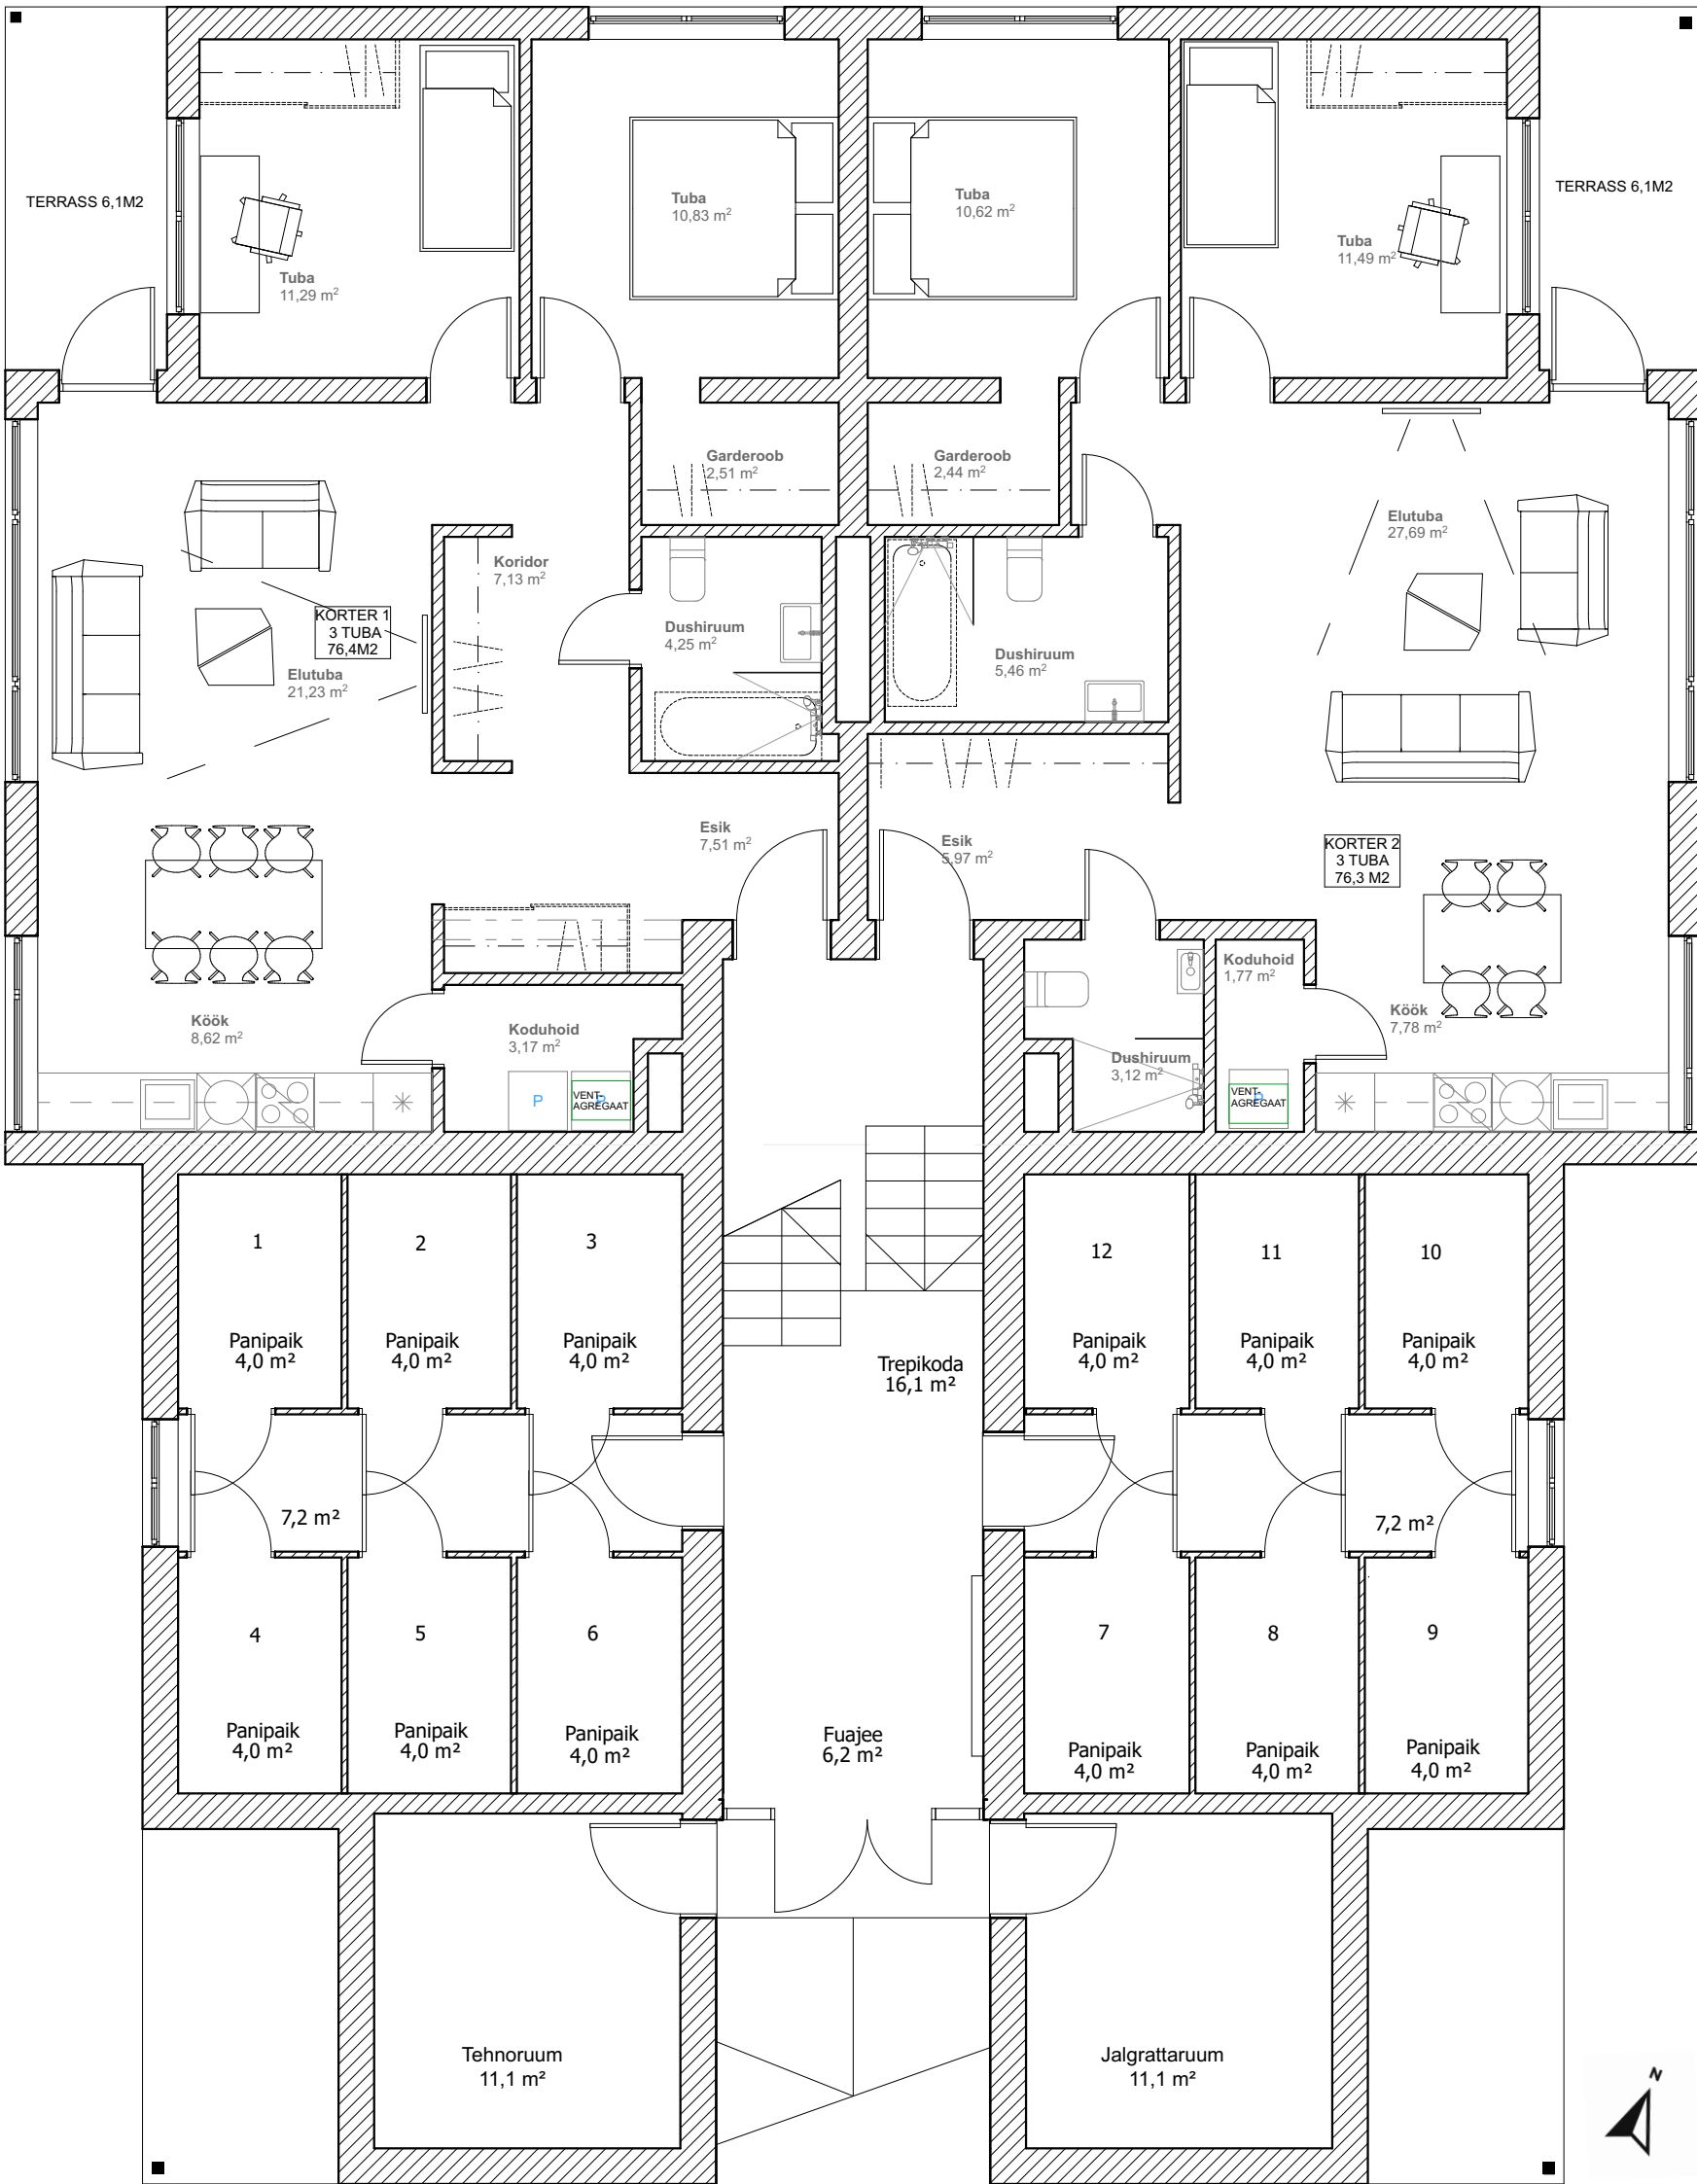 TERRASS 6,1M2
Tuba
11,29 m²
Tuba
10,83 m²
Tuba
10,62 m²
Tuba
11,49 m²
TERRASS 6,1M2
Garderoob
2,51 m²
Garderoob
2,44 m²
Elutuba
27,69 m²
Koridor
7,13 m²
KORTER 1
3 TUBA
76,4M2
Elutuba
21,23 m²
Dushiruum
4,25 m²
Dushiruum
5,46 m²
Esik
7,51 m²
Esik
5,97 m²
KORTER 2
3 TUBA
76,3 M2
Köök
8,62 m²
Koduhoid
3,17 m²
Koduhoid
1,77 m²
Köök
7,78 m²
Dushiruum
3,12 m²
P
P
VENT-
AGREGAAT
P
VENT-
AGREGAAT
1
Panipaik
4,0 m²
2
Panipaik
4,0 m²
3
Panipaik
4,0 m²
12
Panipaik
4,0 m²
11
Panipaik
4,0 m²
10
Panipaik
4,0 m²
Trepikoda
16,1 m²
7,2 m²
7,2 m²
4
Panipaik
4,0 m²
5
Panipaik
4,0 m²
6
Panipaik
4,0 m²
Fuajee
6,2 m²
7
Panipaik
4,0 m²
8
Panipaik
4,0 m²
9
Panipaik
4,0 m²
Tehnoruum
11,1 m²
Jalgrattaruum
11,1 m²
N